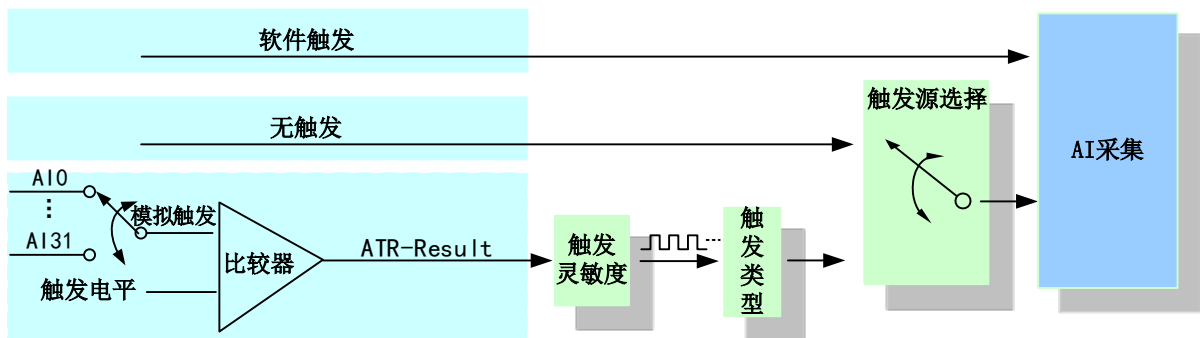 软件触发
无触发
触发源选择
AI采集
AI0
模拟触发
AI31
触发电平
比较器
ATR-Result
触发
灵敏度
触
发
类
型